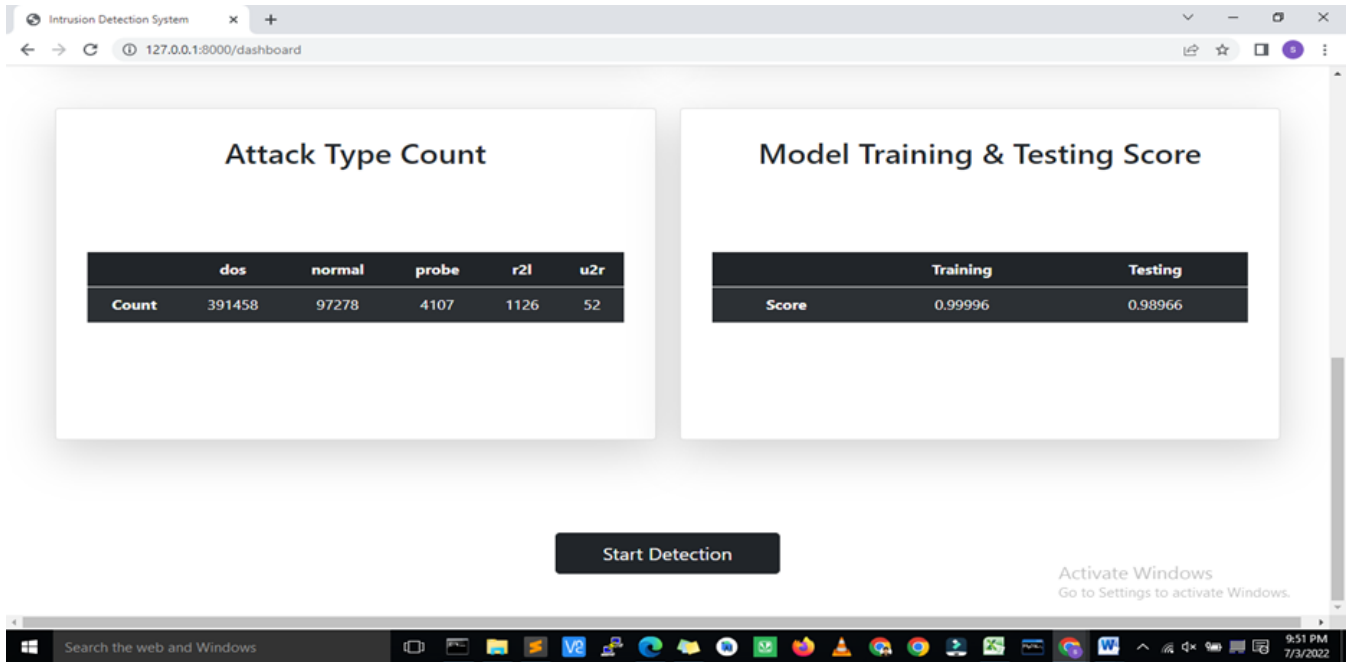 Intrusion Detection System
127.0.0.1:8000/dashboard
S
Attack Type Count
dos normal probe r2l u2r
Count 391458 97278 4107 1126 52
Model Training & Testing Score
Training Testing
Score 0.99996 0.98966
Start Detection
Activate Windows
Go to Settings to activate Windows.
Search the web and Windows
9:51 PM
7/3/2022